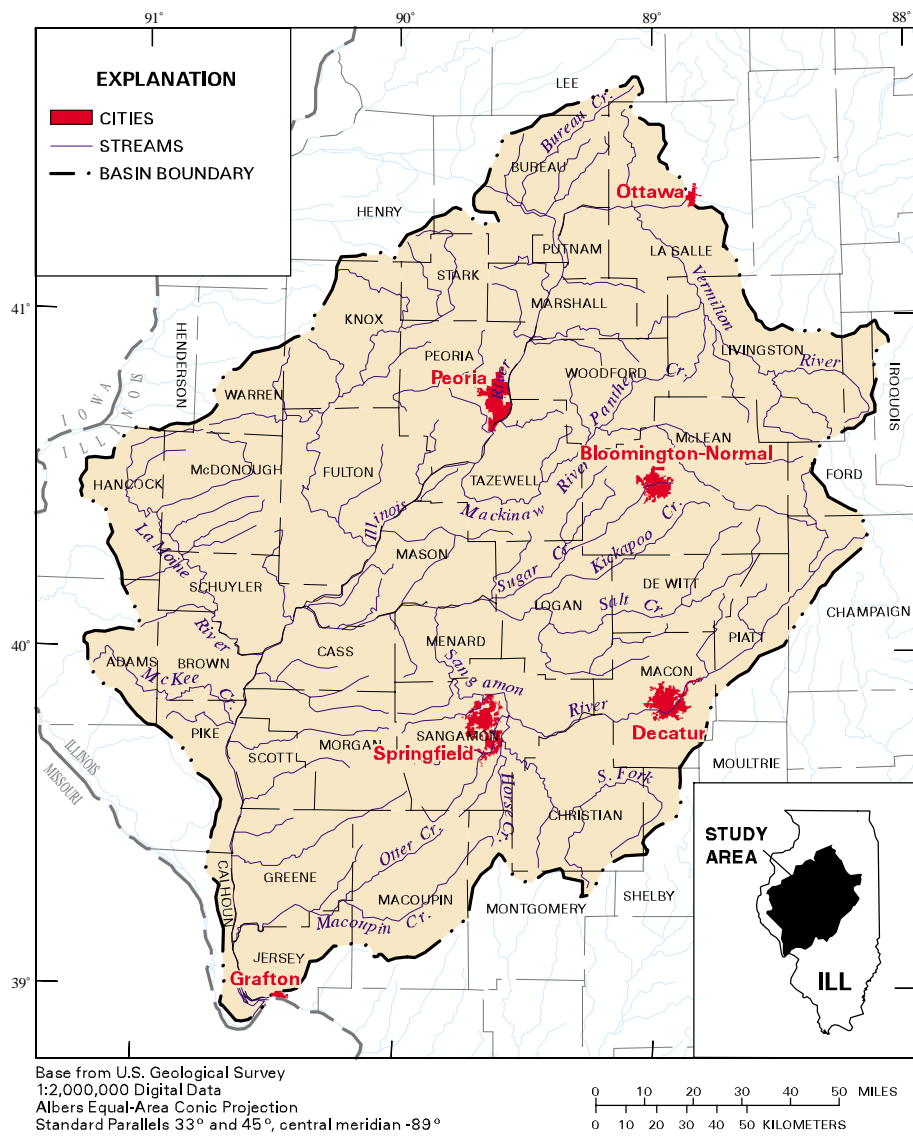 91°
90°
89°
88°
EXPLANATION
CITIES
STREAMS
BASIN BOUNDARY
LEE
Bureau Cr.
BUREAU
Ottawa
HENRY
PUTNAM
LA SALLE
STARK
Vermilion
41°
MARSHALL
KNOX
HENDERSON
PEORIA
LIVINGSTON
River
IROQUOIS
Peoria
River
WOODFORD
Panther Cr.
WARREN
IOWA
ILLINOIS
McLEAN
Bloomington-Normal
McDONOUGH
FULTON
HANCOCK
TAZEWELL
River
FORD
Mackinaw
Illinois
La Moine
MASON
Kickapoo Cr.
Sugar Cr.
SCHUYLER
DE WITT
LOGAN
Salt Cr.
CHAMPAIGN
River
40°
MENARD
PIATT
CASS
ADAMS
BROWN
Sangamon
MACON
McKee Cr.
River
PIKE
SANGAMON
Decatur
MORGAN
Springfield
SCOTT
MOULTRIE
ILLINOIS
MISSOURI
S. Fork
Horse Cr.
CHRISTIAN
STUDY
AREA
Otter Cr.
CALHOUN
GREENE
MACOUPIN
SHELBY
MONTGOMERY
Macoupin Cr.
JERSEY
39°
Grafton
ILL
Base from U.S. Geological Survey
1:2,000,000 Digital Data
Albers Equal-Area Conic Projection
Standard Parallels 33° and 45°, central meridian -89°
0 10 20 30 40 50 MILES
0 10 20 30 40 50 KILOMETERS